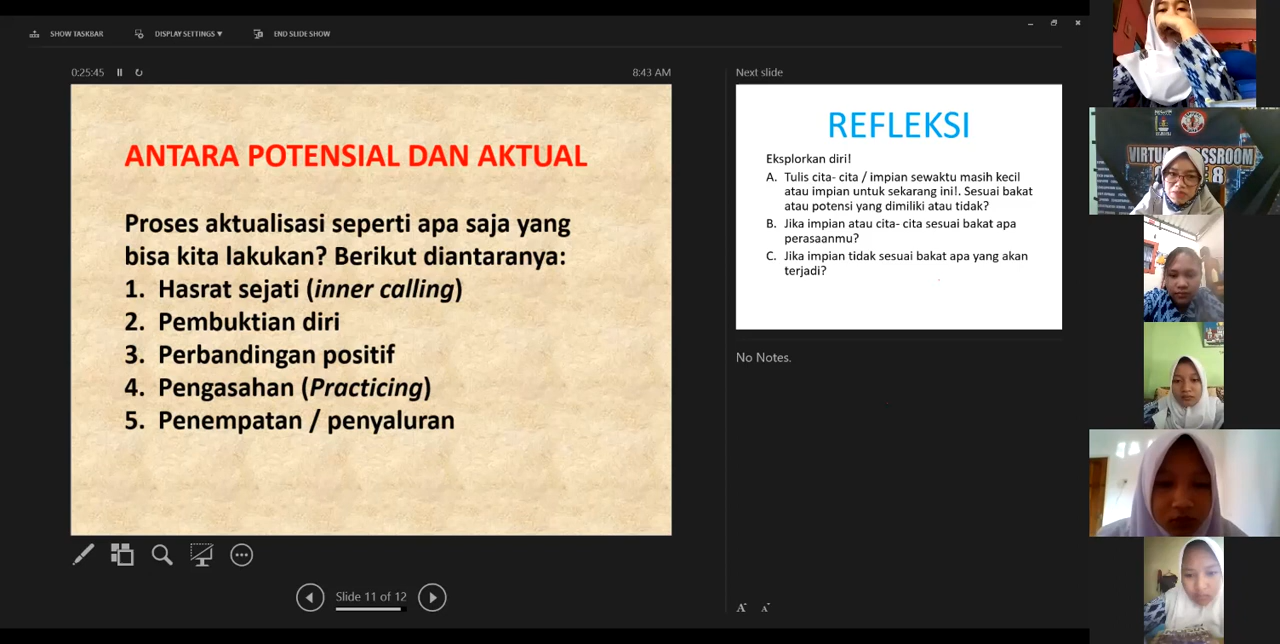 SHOW TASKBAR
DISPLAY SETTINGS ▼
END SLIDE SHOW
0:25:45
8:43 AM
ANTARA POTENSIAL DAN AKTUAL
Proses aktualisasi seperti apa saja yang
bisa kita lakukan? Berikut diantaranya:
1. Hasrat sejati (inner calling)
2. Pembuktian diri
3. Perbandingan positif
4. Pengasahan (Practicing)
5. Penempatan / penyaluran
Slide 11 of 12
Next slide
REFLEKSI
Eksplorkan diri!
A. Tulis cita- cita / impian sewaktu masih kecil
atau impian untuk sekarang ini!. Sesuai bakat
atau potensi yang dimiliki atau tidak?
B. Jika impian atau cita- cita sesuai bakat apa
perasaanmu?
C. Jika impian tidak sesuai bakat apa yang akan
terjadi?
No Notes.
A A
VIRTUAL CLASSROOM
8